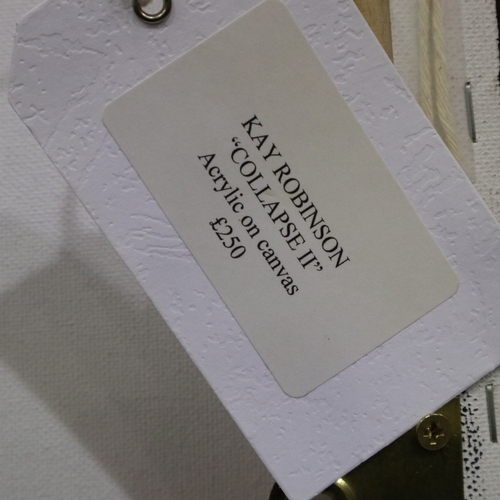 KAY ROBINSON
“COLLAPSE II”
Acrylic on canvas
£250